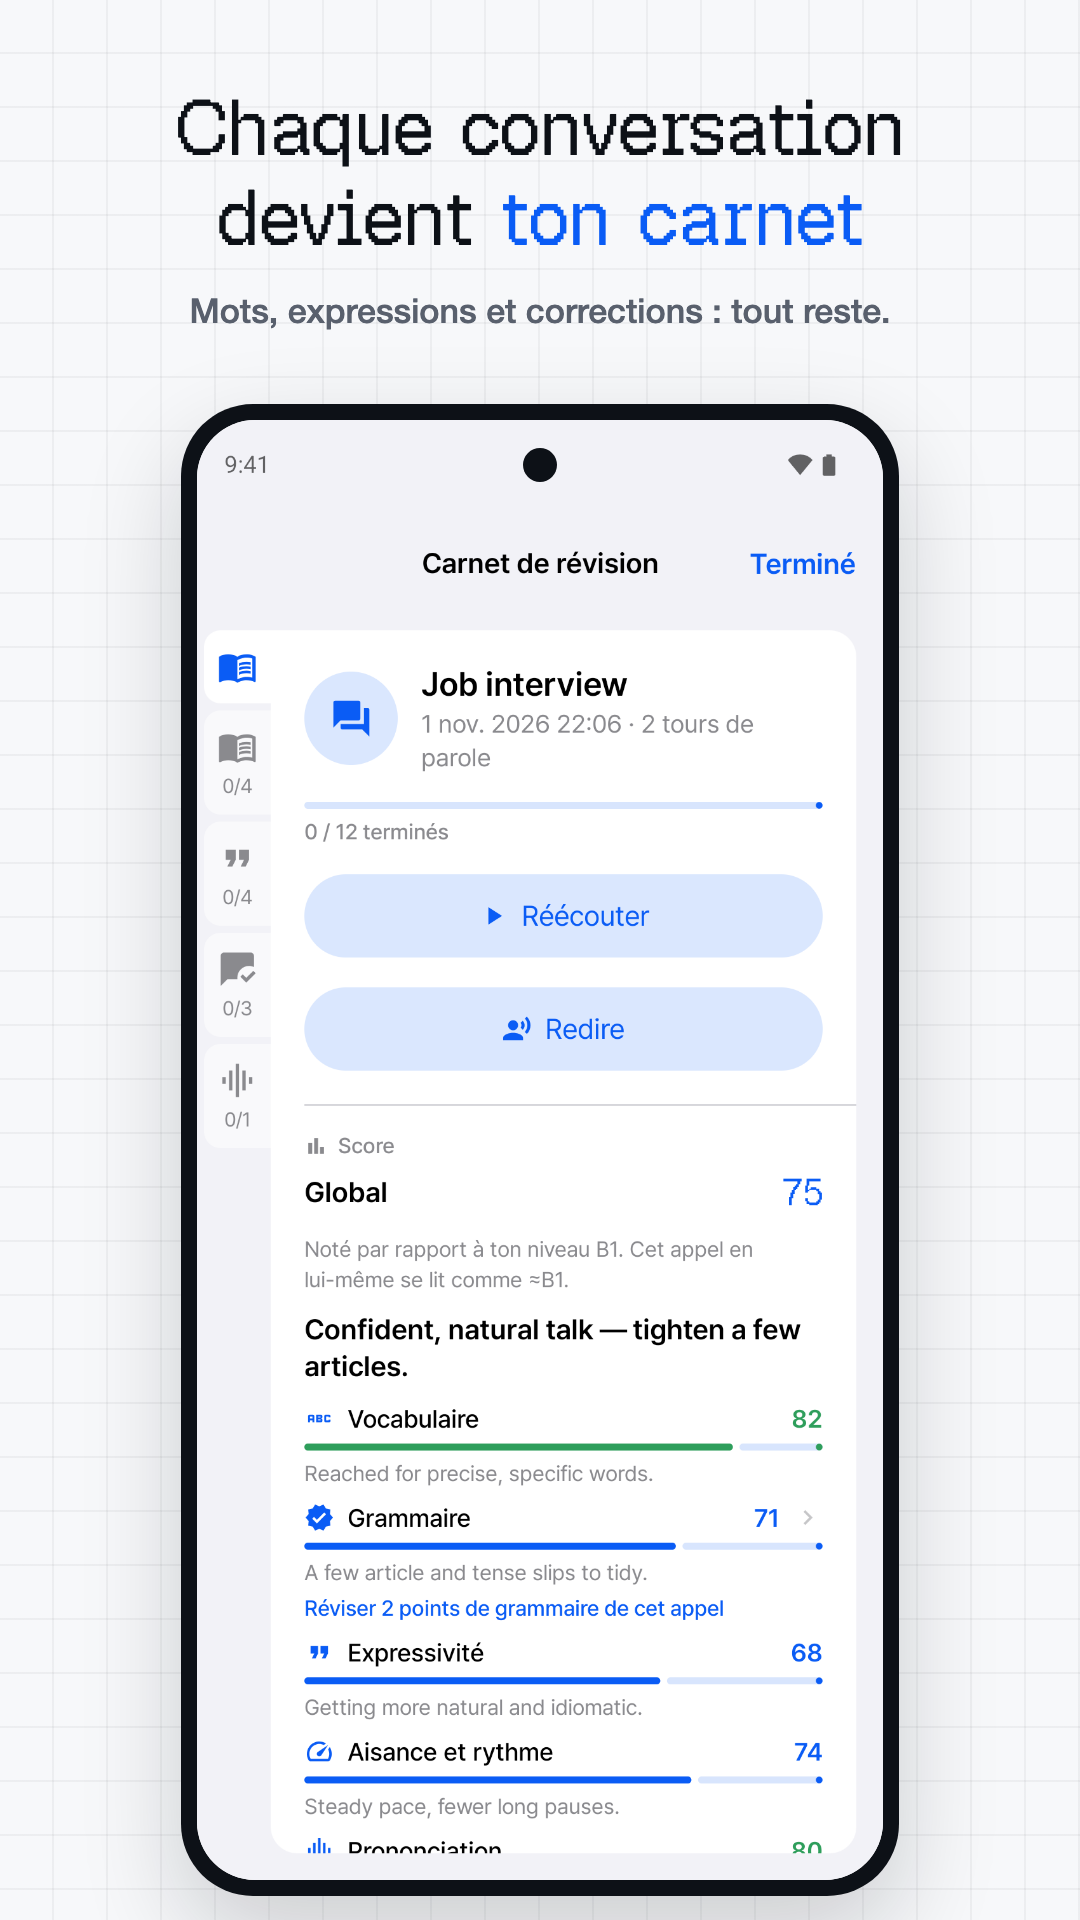 Chaque conversation
devient ton carnet
Mots, expressions et corrections : tout reste.
9:41
Carnet de révision
Terminé
Job interview
1 nov. 2026 22:06 · 2 tours de
parole
0 / 12 terminés
0/4
0/4
0/3
0/1
Réécouter
Redire
Score
Global
75
Noté par rapport à ton niveau B1. Cet appel en
lui-même se lit comme ≈B1.
Confident, natural talk — tighten a few
articles.
ABC Vocabulaire
82
Reached for precise, specific words.
Grammaire
71
A few article and tense slips to tidy.
Réviser 2 points de grammaire de cet appel
Expressivité
68
Getting more natural and idiomatic.
Aisance et rythme
74
Steady pace, fewer long pauses.
Prononciation
80